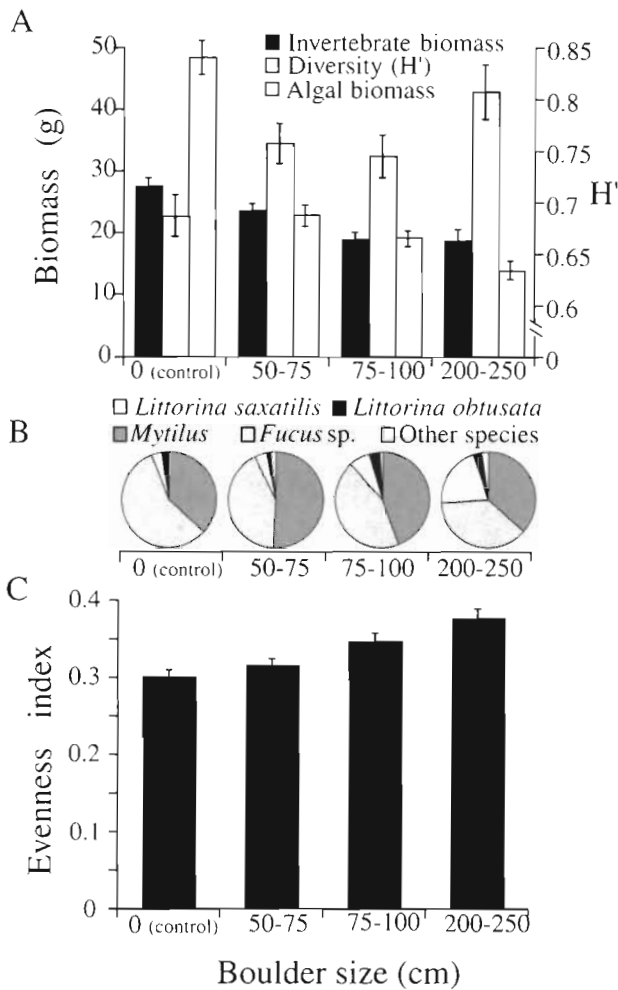 A
Biomass (g)
50
40
30
20
10
0
Invertebrate biomass
Diversity (H')
Algal biomass
0.85
0.8
0.75
0.7
0.65
0.6
0
H'
0 (control) 50-75 75-100 200-250
B
Littorina saxatilis Littorina obtusata
Mytilus Fucus sp. Other species
0 (control) 50-75 75-100 200-250
C
Evenness index
0.4
0.3
0.2
0.1
0
0 (control) 50-75 75-100 200-250
Boulder size (cm)